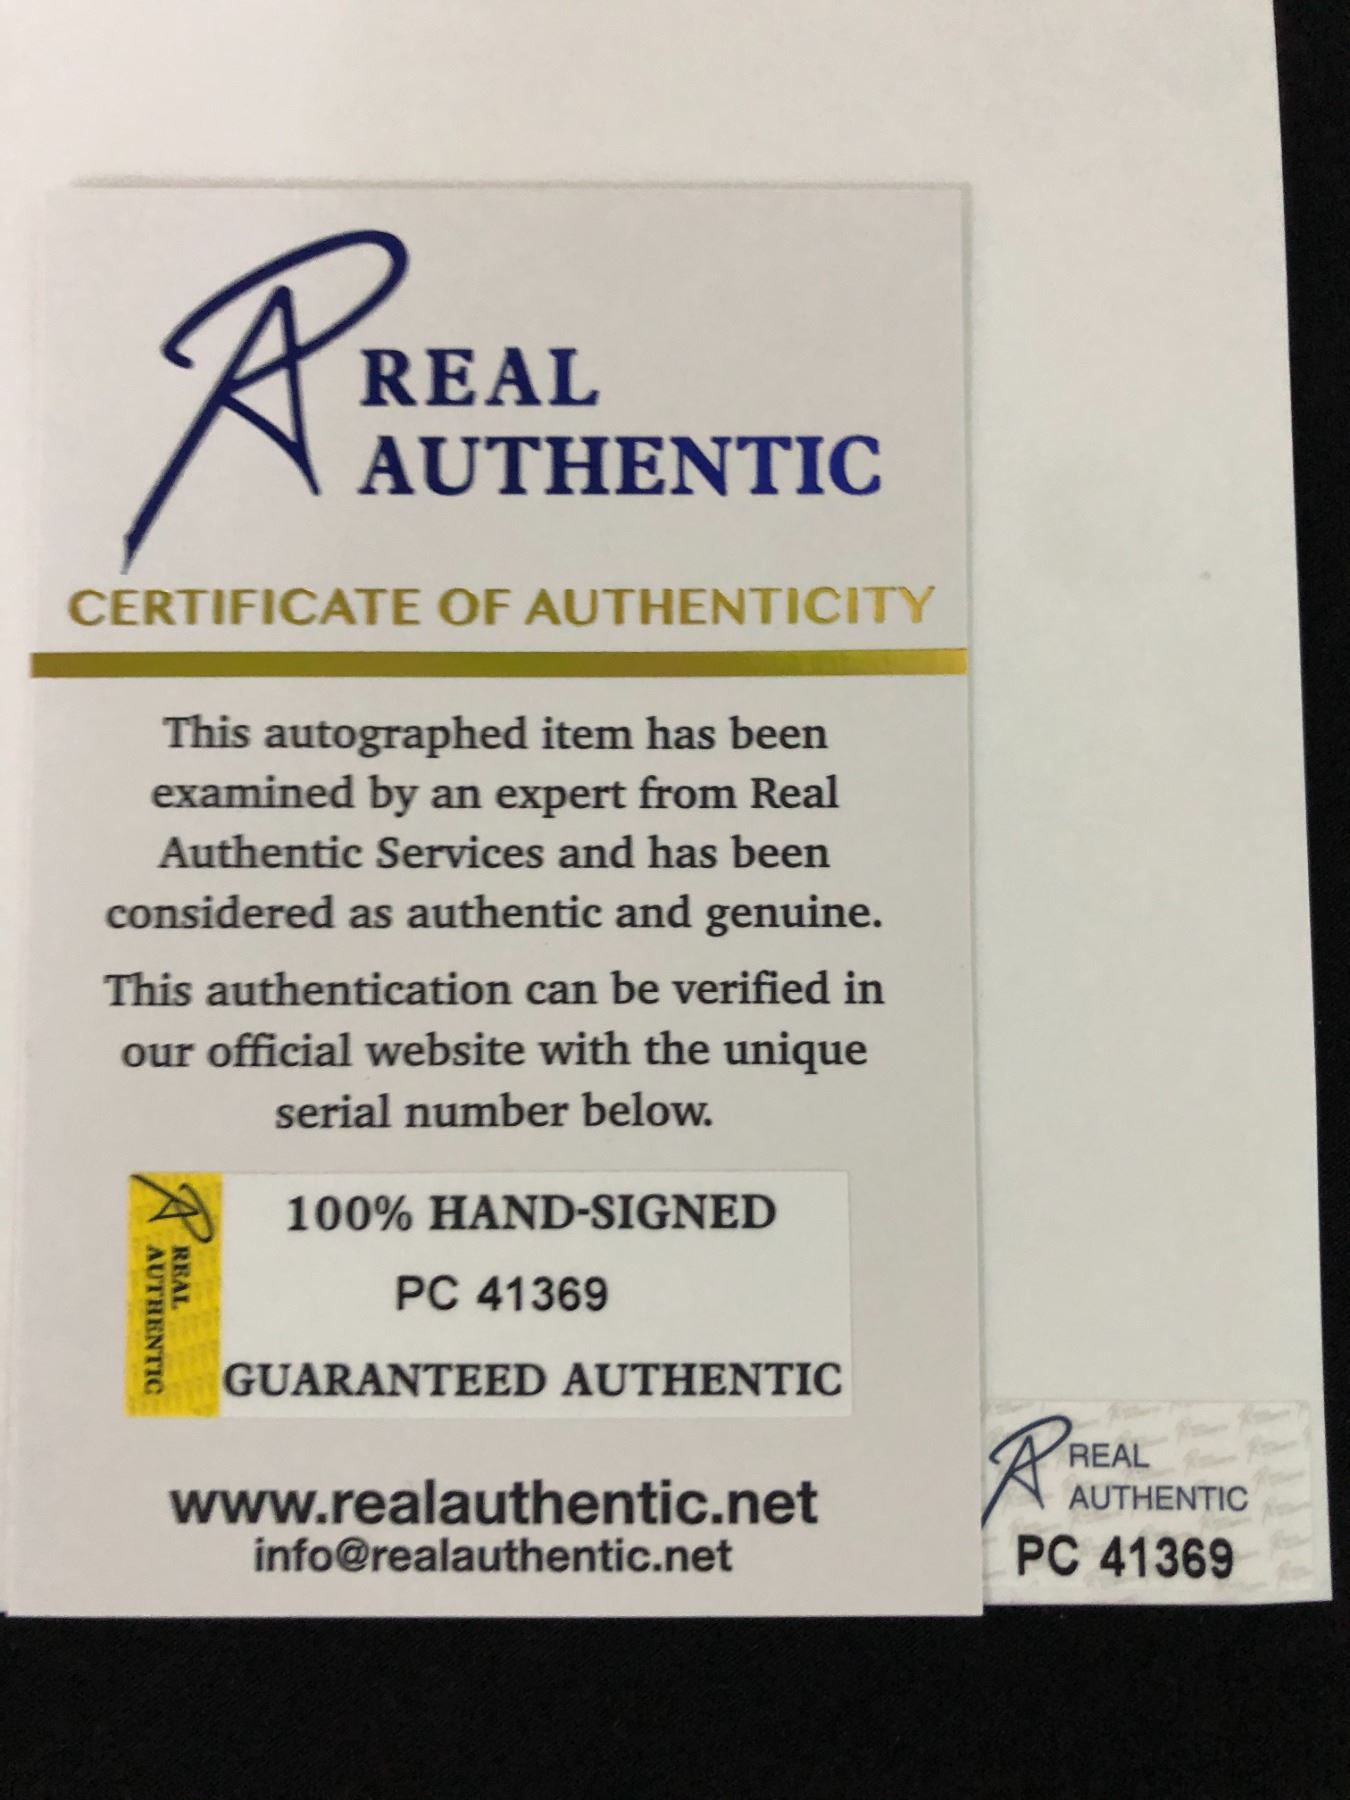 REAL
AUTHENTIC
CERTIFICATE OF AUTHENTICITY
This autographed item has been
examined by an expert from Real
Authentic Services and has been
considered as authentic and genuine.
This authentication can be verified in
our official website with the unique
serial number below.
REAL
AUTHENTIC
100% HAND-SIGNED
PC 41369
GUARANTEED AUTHENTIC
www.realauthentic.net
info@realauthentic.net
REAL
AUTHENTIC
PC 41369